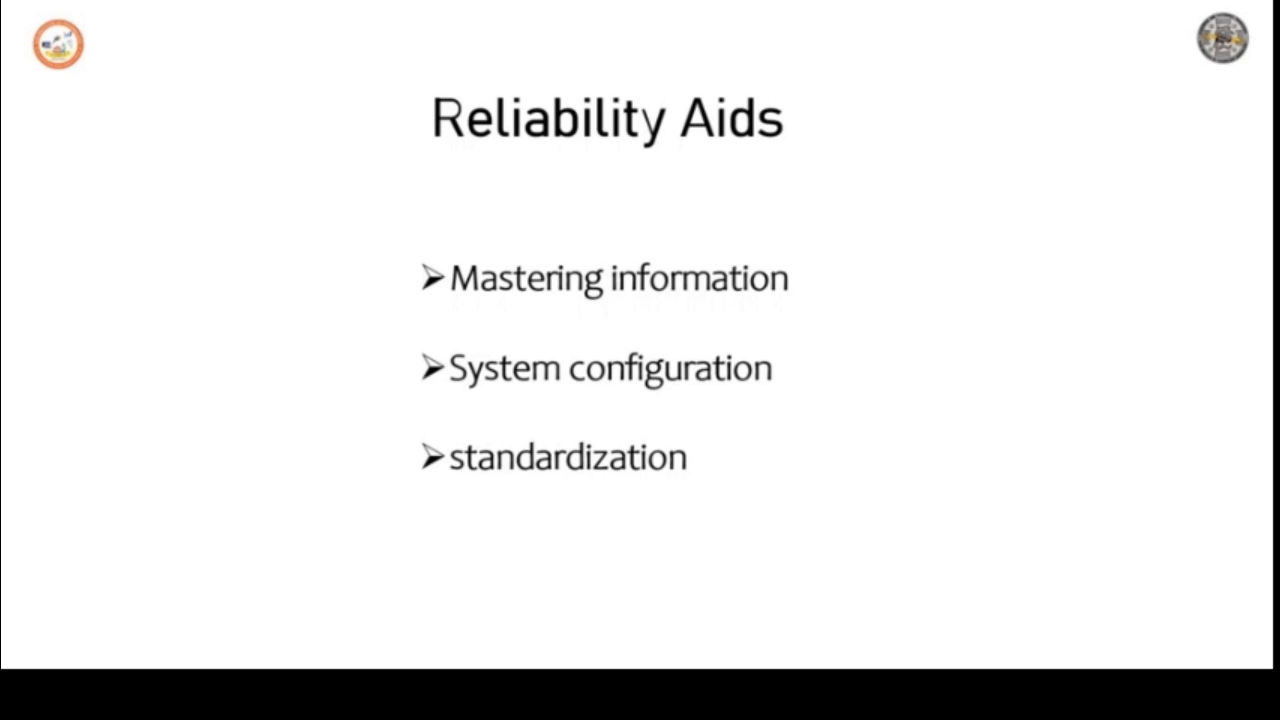 Reliability Aids
➢Mastering information
➢System configuration
➢standardization